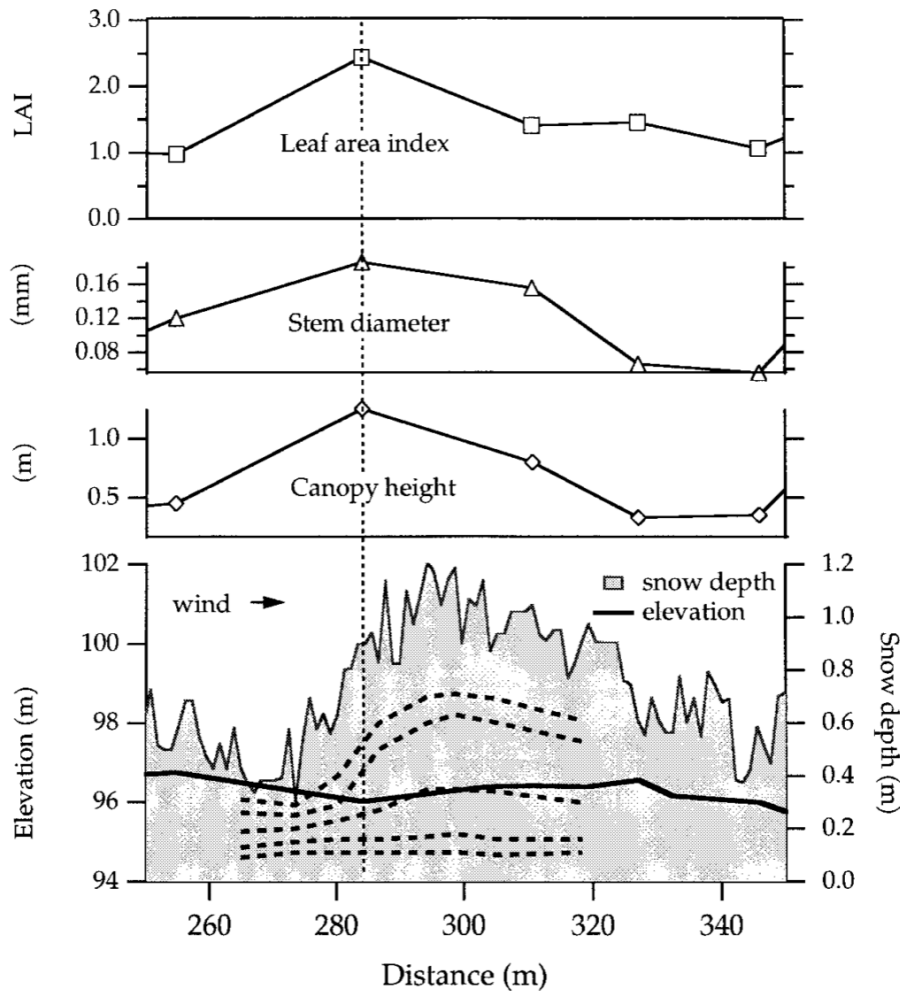 3.0
2.0
1.0
0.0
LAI
Leaf area index
0.16
0.12
0.08
(mm)
Stem diameter
1.0
0.5
(m)
Canopy height
102
100
98
96
94
Elevation (m)
wind
snow depth
elevation
1.2
1.0
0.8
0.6
0.4
0.2
0.0
Snow depth (m)
260 280 300 320 340
Distance (m)